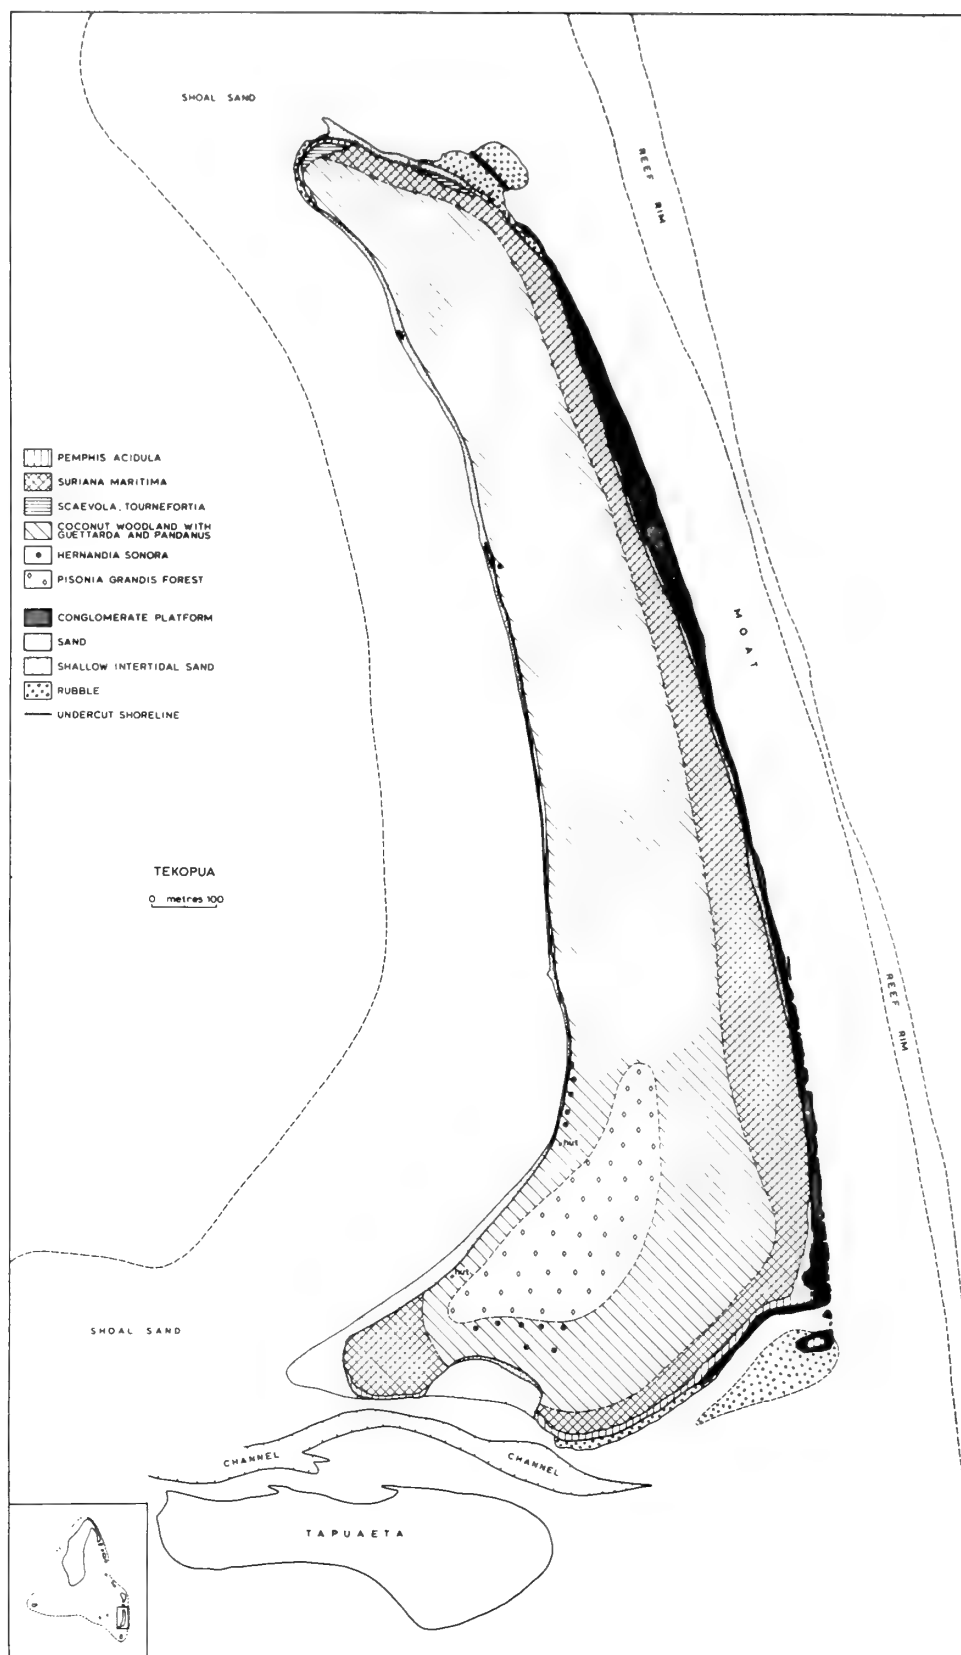 SHOAL SAND
REEF RIM
PEMPHIS ACIDULA
SURIANA MARITIMA
SCAEVOLA, TOURNEFORTIA
COCONUT WOODLAND WITH
GUETTARDA AND PANDANUS
HERNANDIA SONORA
PISONIA GRANDIS FOREST
CONGLOMERATE PLATFORM
SAND
SHALLOW INTERTIDAL SAND
RUBBLE
UNDERCUT SHORELINE
MOAT
TEKOPUA
0 metres 100
REEF RIM
hut
hut
SHOAL SAND
CHANNEL
CHANNEL
TAPUAETA